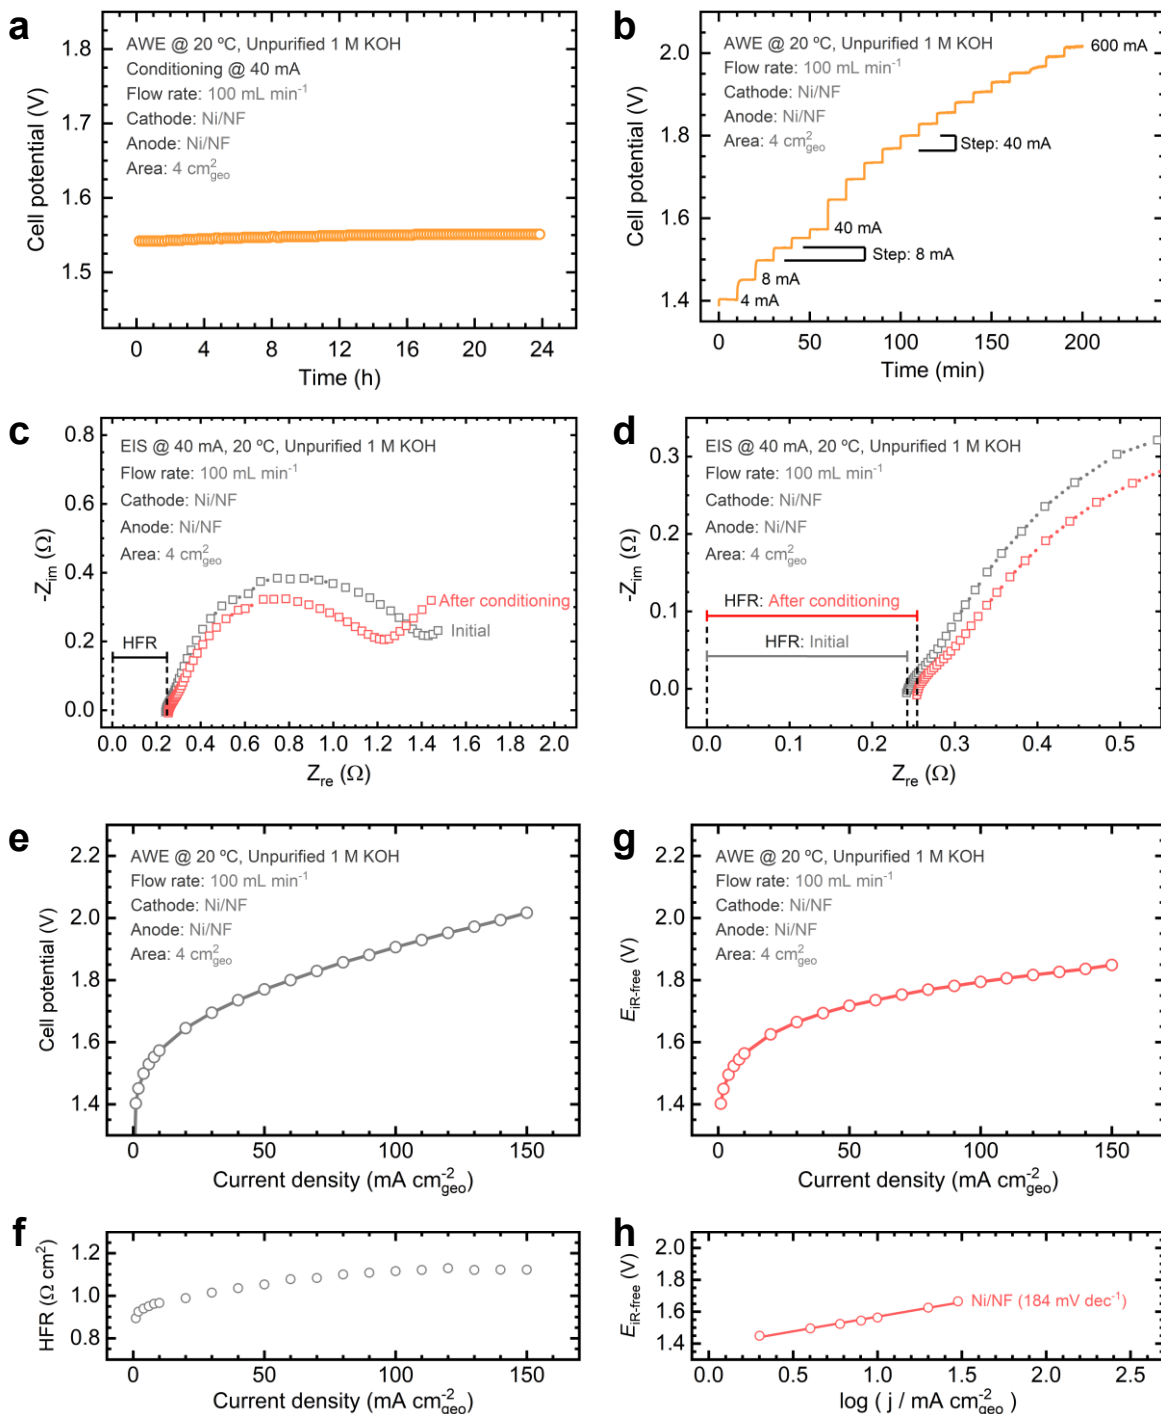 a
AWE @ 20 ºC, Unpurified 1 M KOH
Conditioning @ 40 mA
Flow rate: 100 mL min⁻¹
Cathode: Ni/NF
Anode: Ni/NF
Area: 4 cm²geo
Cell potential (V)
1.8
1.7
1.6
1.5
0 4 8 12 16 20 24
Time (h)
b
AWE @ 20 ºC, Unpurified 1 M KOH
Flow rate: 100 mL min⁻¹
Cathode: Ni/NF
Anode: Ni/NF
Area: 4 cm²geo
600 mA
Step: 40 mA
40 mA
Step: 8 mA
8 mA
4 mA
Cell potential (V)
2.0
1.8
1.6
1.4
0 50 100 150 200
Time (min)
c
EIS @ 40 mA, 20 ºC, Unpurified 1 M KOH
Flow rate: 100 mL min⁻¹
Cathode: Ni/NF
Anode: Ni/NF
Area: 4 cm²geo
After conditioning
Initial
HFR
-Zim (Ω)
0.8
0.6
0.4
0.2
0.0
0.0 0.2 0.4 0.6 0.8 1.0 1.2 1.4 1.6 1.8 2.0
Zre (Ω)
d
EIS @ 40 mA, 20 ºC, Unpurified 1 M KOH
Flow rate: 100 mL min⁻¹
Cathode: Ni/NF
Anode: Ni/NF
Area: 4 cm²geo
HFR: After conditioning
HFR: Initial
-Zim (Ω)
0.3
0.2
0.1
0.0
0.0 0.1 0.2 0.3 0.4 0.5
Zre (Ω)
e
AWE @ 20 ºC, Unpurified 1 M KOH
Flow rate: 100 mL min⁻¹
Cathode: Ni/NF
Anode: Ni/NF
Area: 4 cm²geo
Cell potential (V)
2.2
2.0
1.8
1.6
1.4
0 50 100 150
Current density (mA cm⁻²geo)
g
AWE @ 20 ºC, Unpurified 1 M KOH
Flow rate: 100 mL min⁻¹
Cathode: Ni/NF
Anode: Ni/NF
Area: 4 cm²geo
EiR-free (V)
2.2
2.0
1.8
1.6
1.4
0 50 100 150
Current density (mA cm⁻²geo)
f
HFR (Ω cm²)
1.2
1.0
0.8
0 50 100 150
Current density (mA cm⁻²geo)
h
EiR-free (V)
2.0
1.8
1.6
1.4
Ni/NF (184 mV dec⁻¹)
0.0 0.5 1.0 1.5 2.0 2.5
log ( j / mA cm⁻²geo )